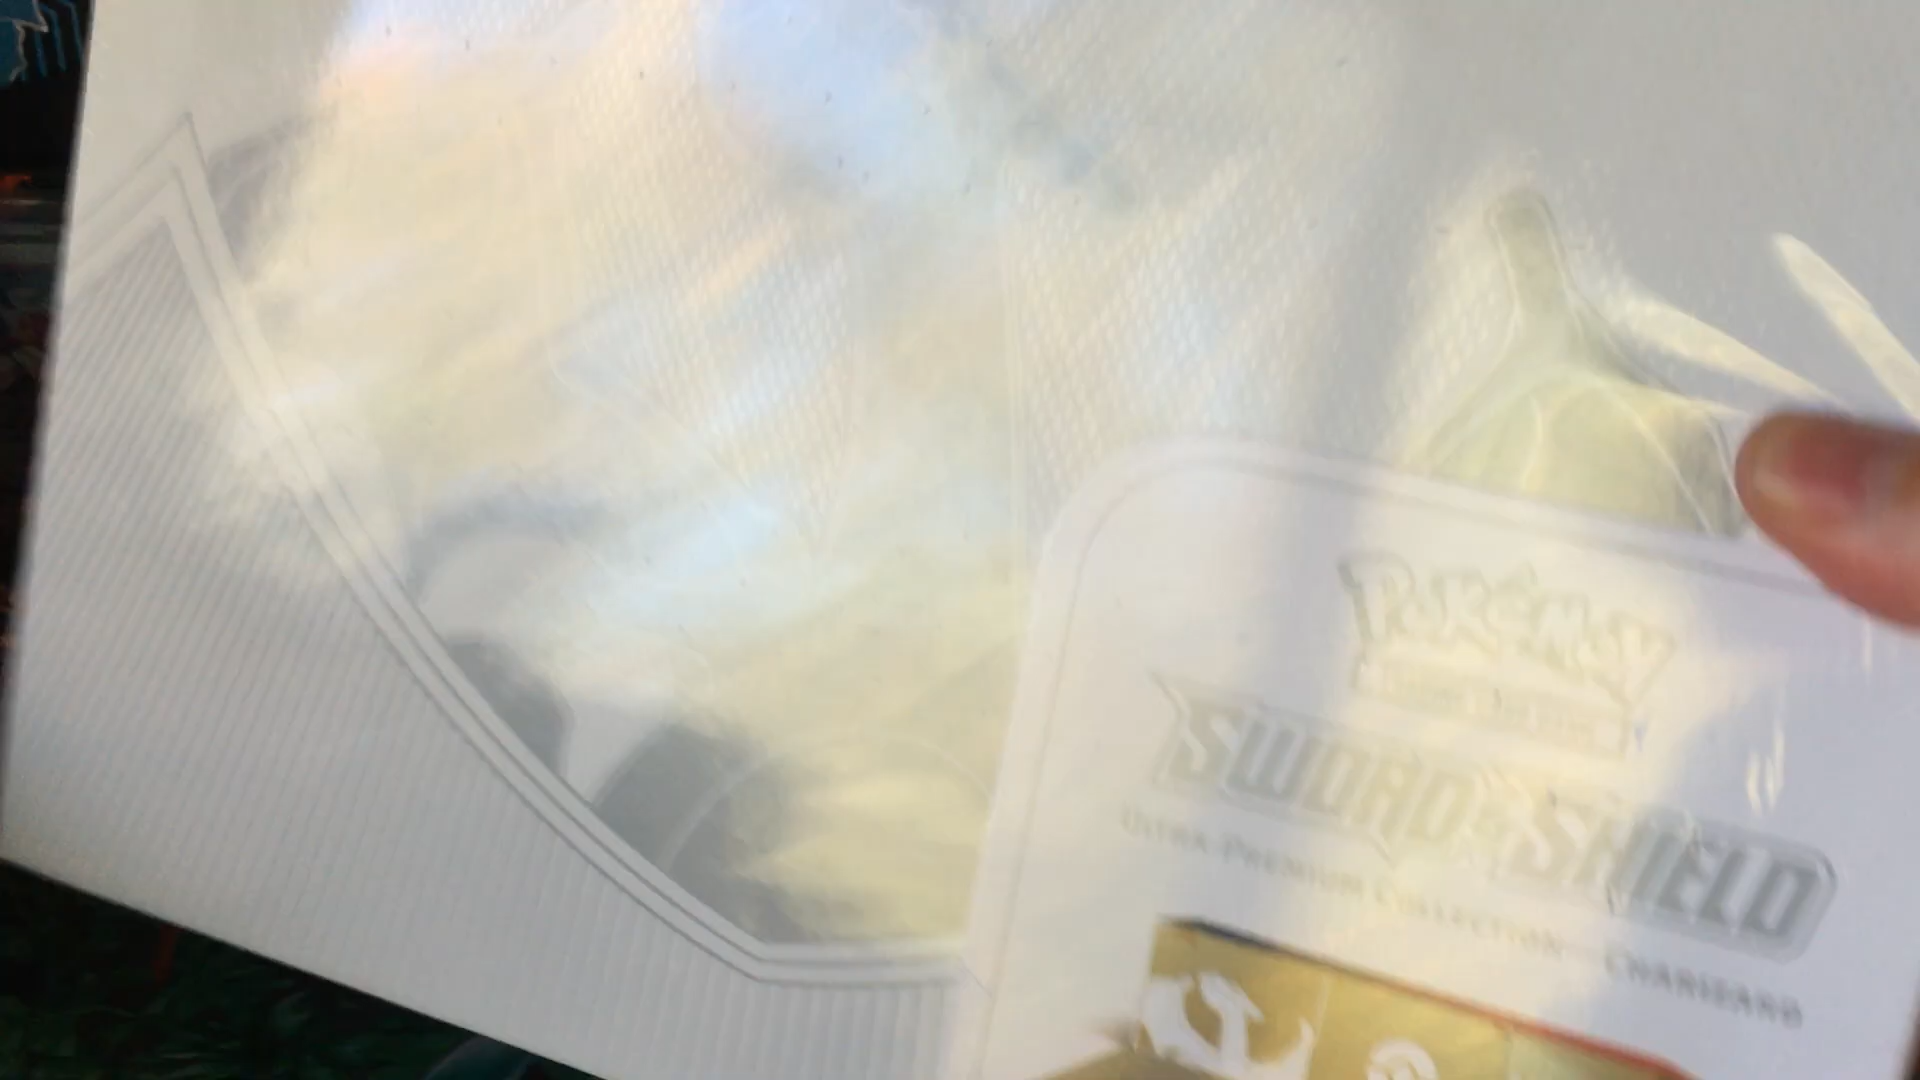 POKÉMON
SWORD & SHIELD
ULTRA-PREMIUM COLLECTION—CHARIZARD